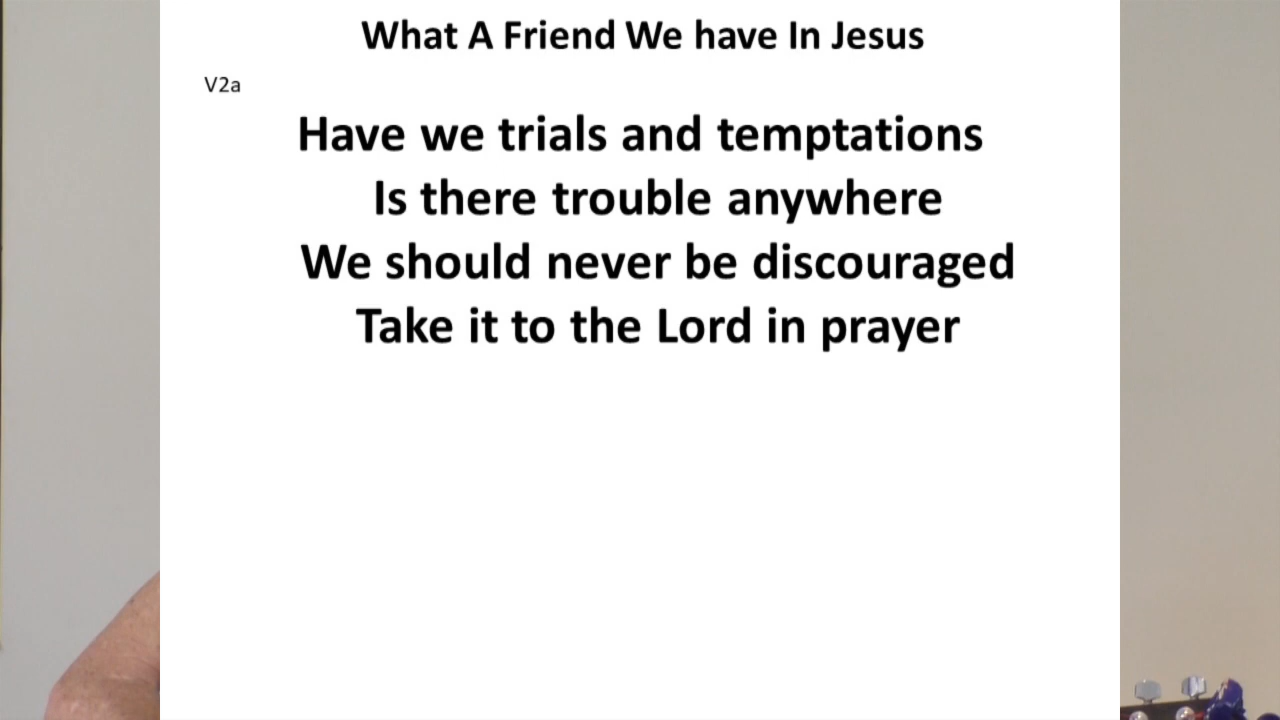 What A Friend We have In Jesus
V2a
Have we trials and temptations
Is there trouble anywhere
We should never be discouraged
Take it to the Lord in prayer